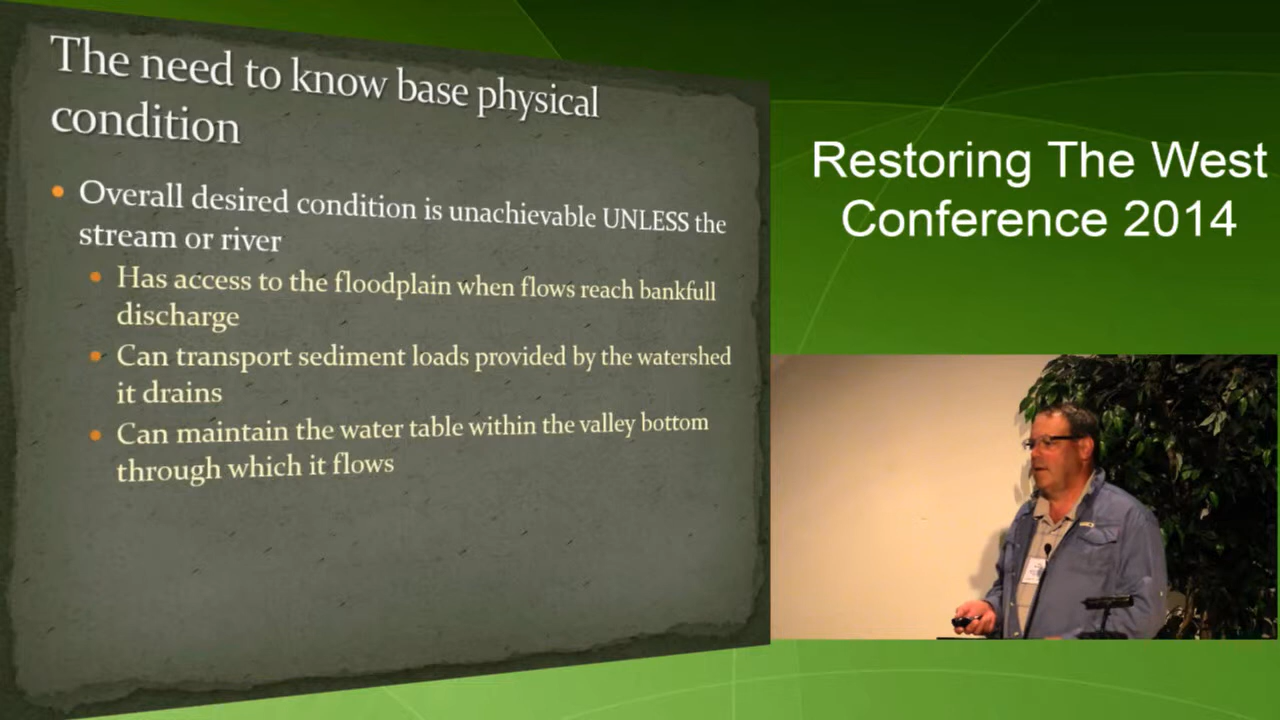 The need to know base physical
condition
Overall desired condition is unachievable UNLESS the
stream or river
Has access to the floodplain when flows reach bankfull
discharge
Can transport sediment loads provided by the watershed
it drains
Can maintain the water table within the valley bottom
through which it flows
Restoring The West
Conference 2014